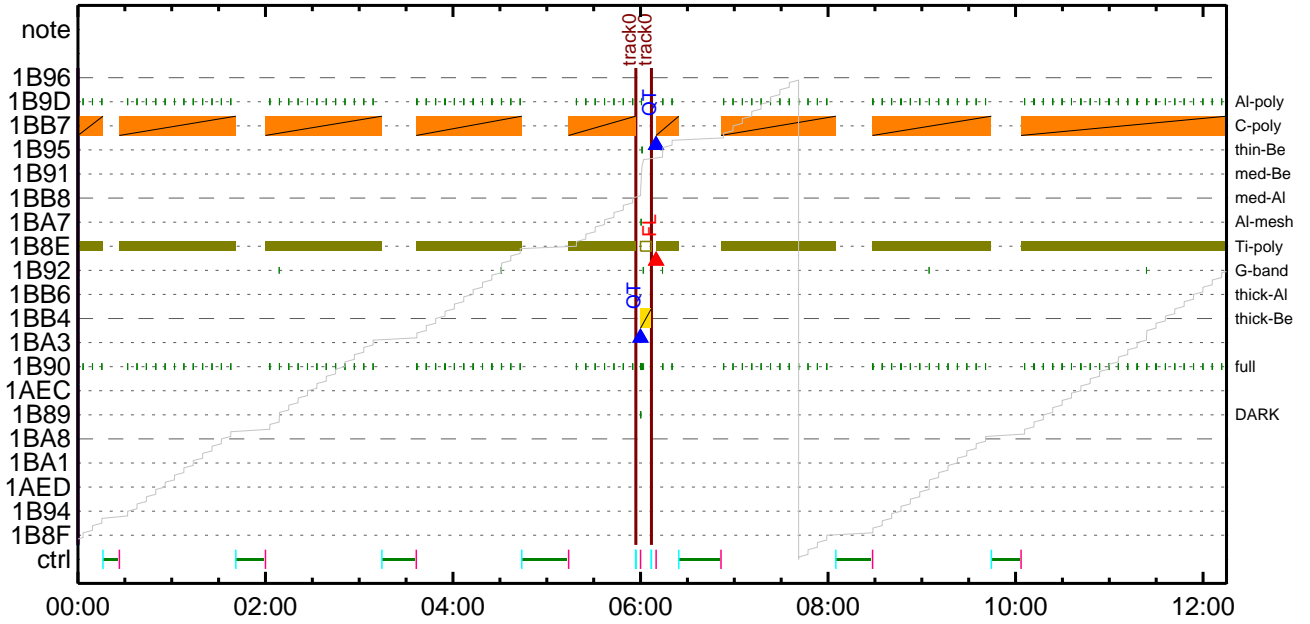 track0
track0
note
1B96
1B9D Al-poly
QT
1BB7 C-poly
1B95 thin-Be
1B91 med-Be
1BB8 med-Al
1BA7 Al-mesh
1B8E Ti-poly
1B92 G-band
QT
1BB6 thick-Al
1BB4 thick-Be
1BA3
1B90 full
1AEC
1B89 DARK
1BA8
1BA1
1AED
1B94
1B8F
ctrl
00:00 02:00 04:00 06:00 08:00 10:00 12:00